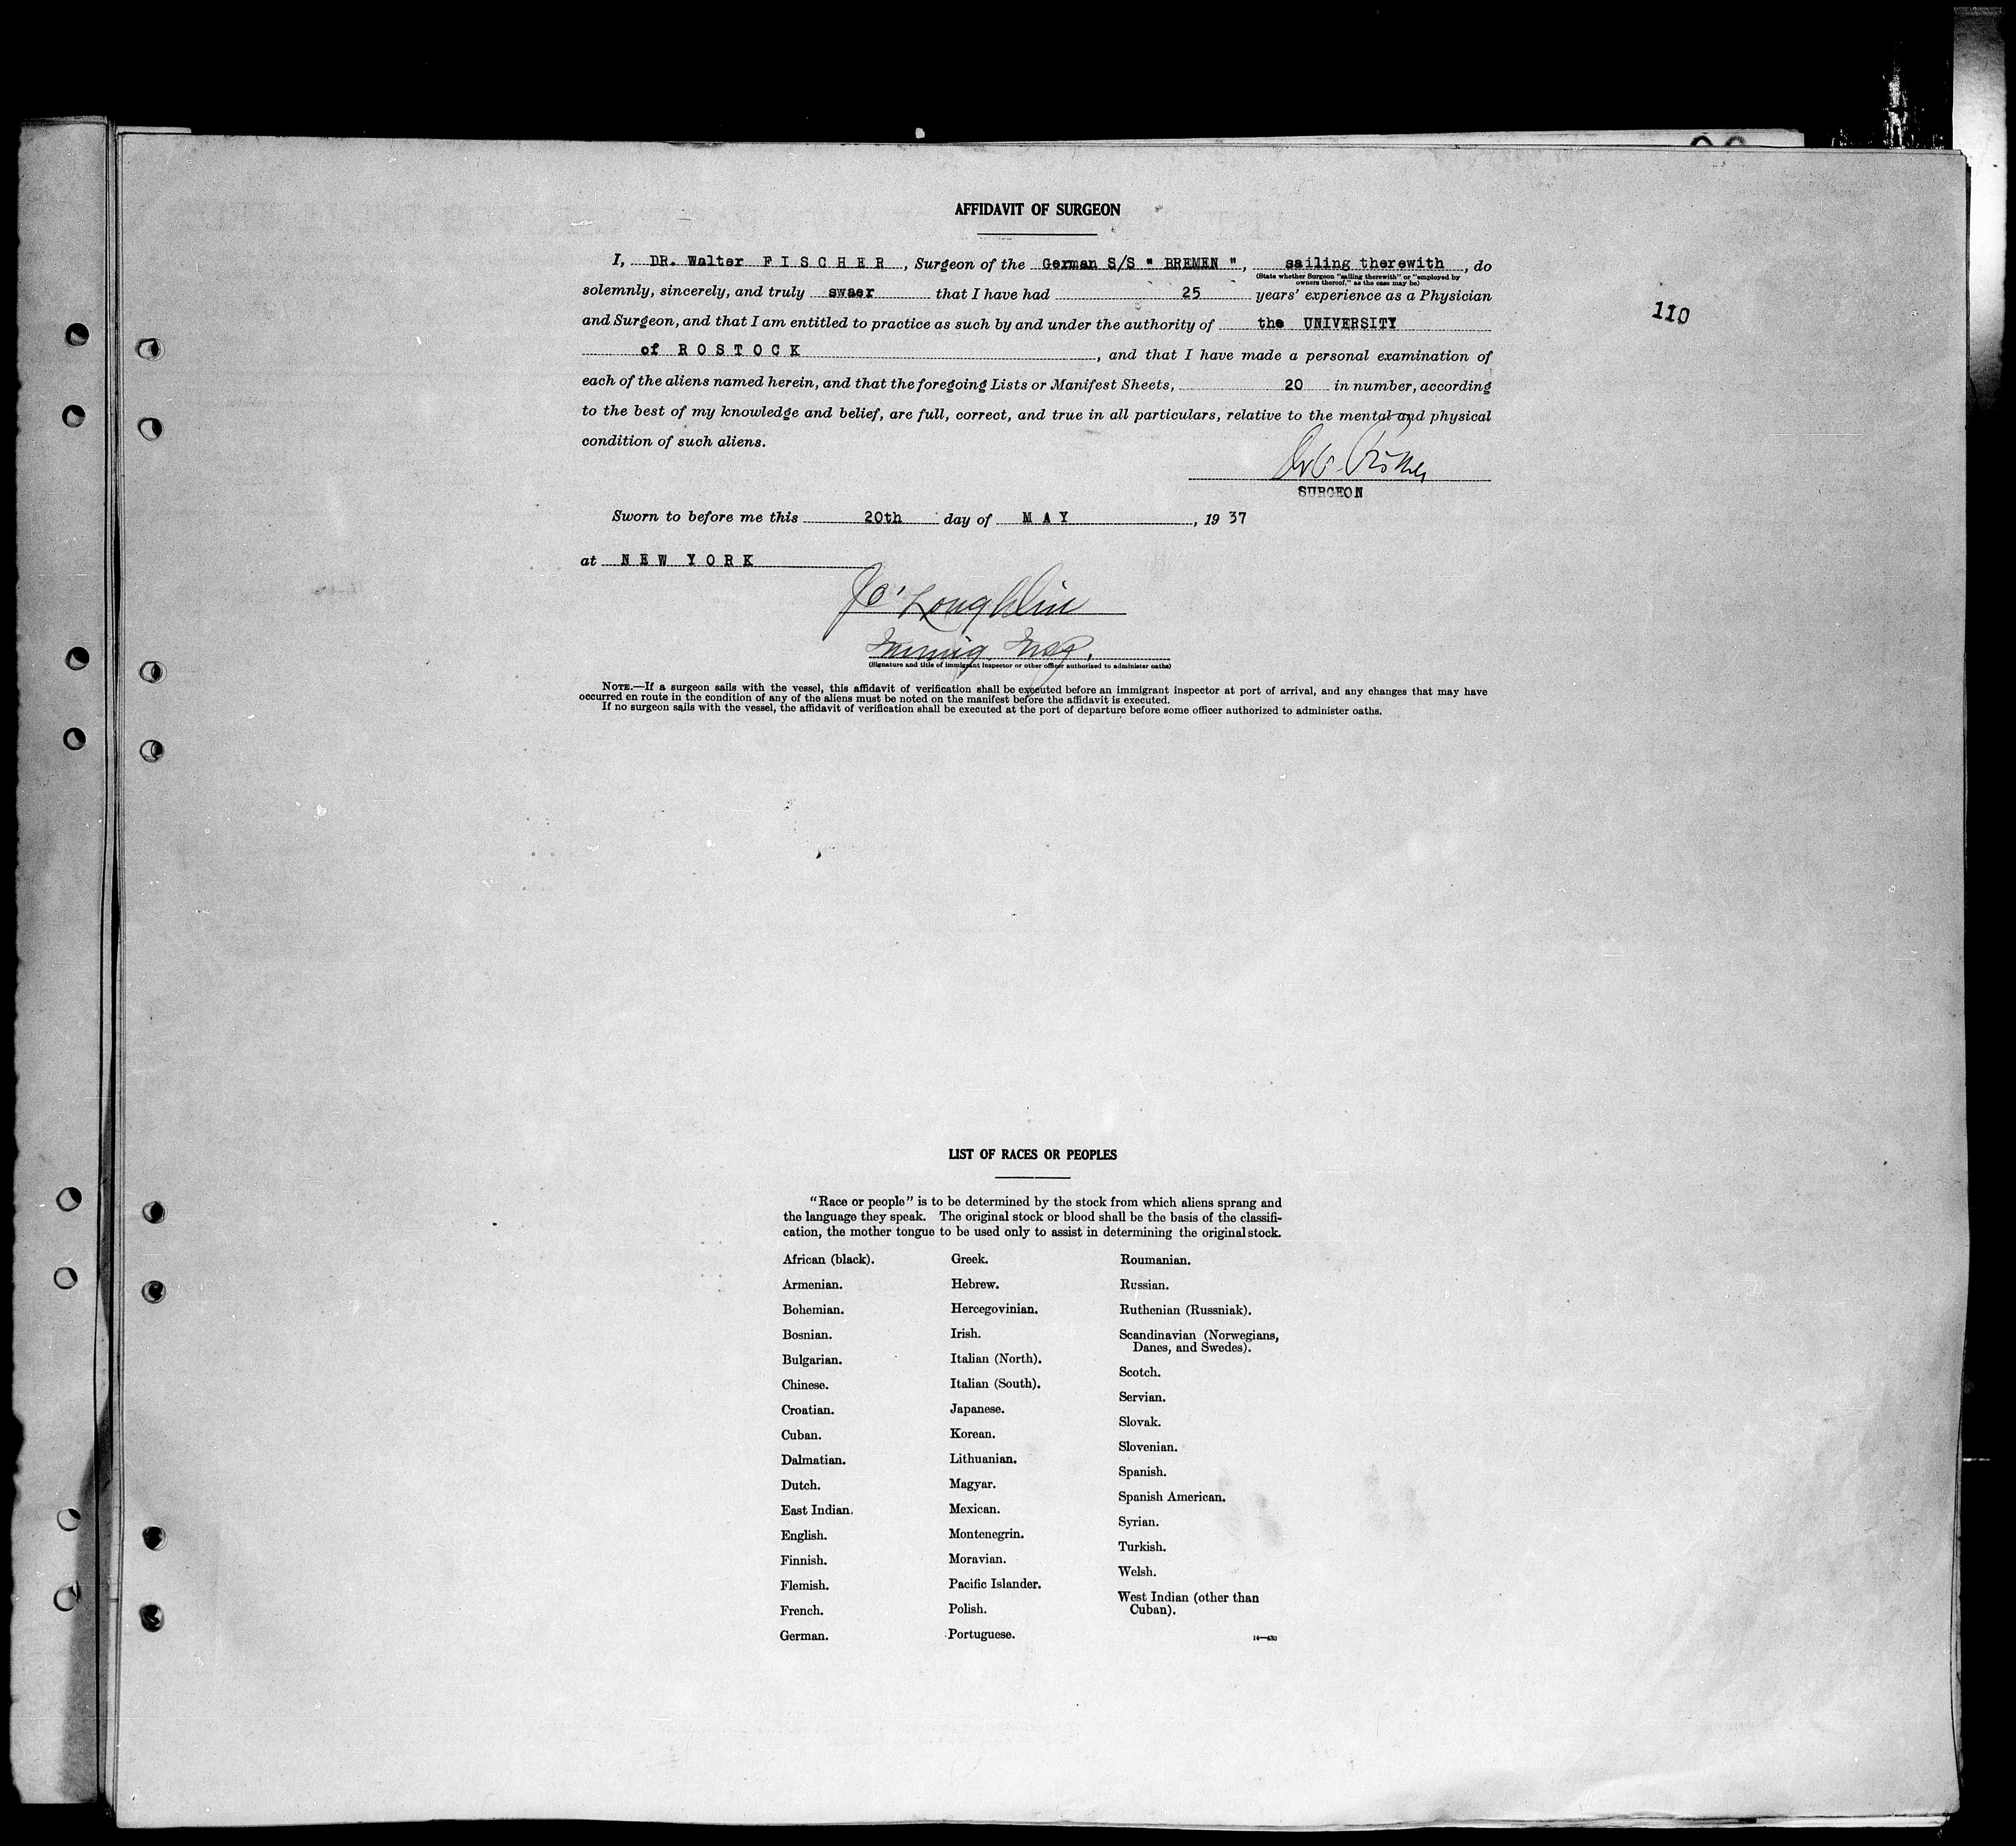 AFFIDAVIT OF SURGEON
I, DR. Walter F I S C H E R , Surgeon of the German S/S " BREMEN ", sailing therewith , do
(State whether Surgeon "sailing therewith" or "employed by
owners thereof," as the case may be)
solemnly, sincerely, and truly swaer that I have had 25 years' experience as a Physician
110
and Surgeon, and that I am entitled to practice as such by and under the authority of the UNIVERSITY
of R O S T O C K , and that I have made a personal examination of
each of the aliens named herein, and that the foregoing Lists or Manifest Sheets, 20 in number, according
to the best of my knowledge and belief, are full, correct, and true in all particulars, relative to the mental and physical
condition of such aliens.
SURGEON
Sworn to before me this 20th day of M A Y , 19 37
at N E W Y O R K
J O'Loughlin
Immig. Insp.
(Signature and title of immigrant inspector or other officer authorized to administer oaths)
NOTE.—If a surgeon sails with the vessel, this affidavit of verification shall be executed before an immigrant inspector at port of arrival, and any changes that may have
occurred en route in the condition of any of the aliens must be noted on the manifest before the affidavit is executed.
If no surgeon sails with the vessel, the affidavit of verification shall be executed at the port of departure before some officer authorized to administer oaths.
LIST OF RACES OR PEOPLES
"Race or people" is to be determined by the stock from which aliens sprang and
the language they speak. The original stock or blood shall be the basis of the classifi-
cation, the mother tongue to be used only to assist in determining the original stock.
African (black).
Armenian.
Bohemian.
Bosnian.
Bulgarian.
Chinese.
Croatian.
Cuban.
Dalmatian.
Dutch.
East Indian.
English.
Finnish.
Flemish.
French.
German.
Greek.
Hebrew.
Hercegovinian.
Irish.
Italian (North).
Italian (South).
Japanese.
Korean.
Lithuanian.
Magyar.
Mexican.
Montenegrin.
Moravian.
Pacific Islander.
Polish.
Portuguese.
Roumanian.
Russian.
Ruthenian (Russniak).
Scandinavian (Norwegians,
Danes, and Swedes).
Scotch.
Servian.
Slovak.
Slovenian.
Spanish.
Spanish American.
Syrian.
Turkish.
Welsh.
West Indian (other than
Cuban).
14—430